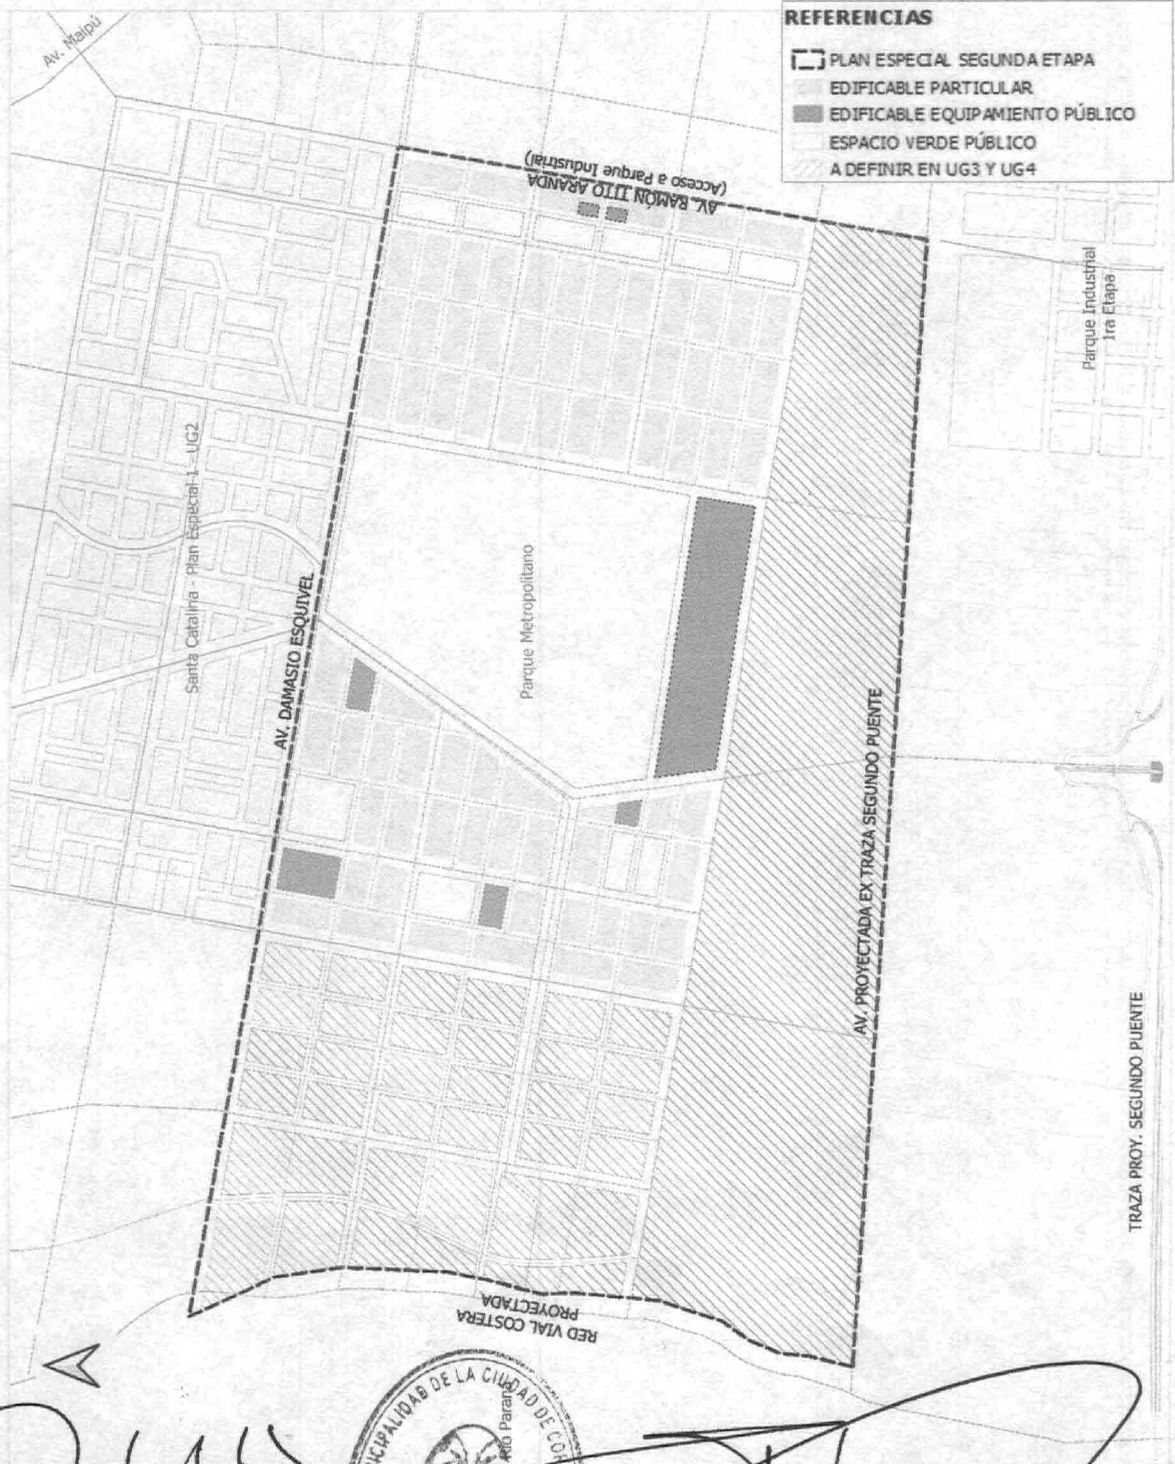 REFERENCIAS
PLAN ESPECIAL SEGUNDA ETAPA
EDIFICABLE PARTICULAR
EDIFICABLE EQUIPAMIENTO PÚBLICO
ESPACIO VERDE PÚBLICO
A DEFINIR EN UG3 Y UG4
Av. Maipú
AV. RAMÓN TITO ARANDA
(Acceso a Parque Industrial)
Parque Industrial
1ra Etapa
Santa Catalina - Plan Especial 1 - UG2
AV. DAMASIO ESQUIVEL
Parque Metropolitano
AV. PROYECTADA EX TRAZA SEGUNDO PUENTE
TRAZA PROY. SEGUNDO PUENTE
RED VIAL COSTERA
PROYECTADA
Río Paraná
DE LA CIUDAD DE